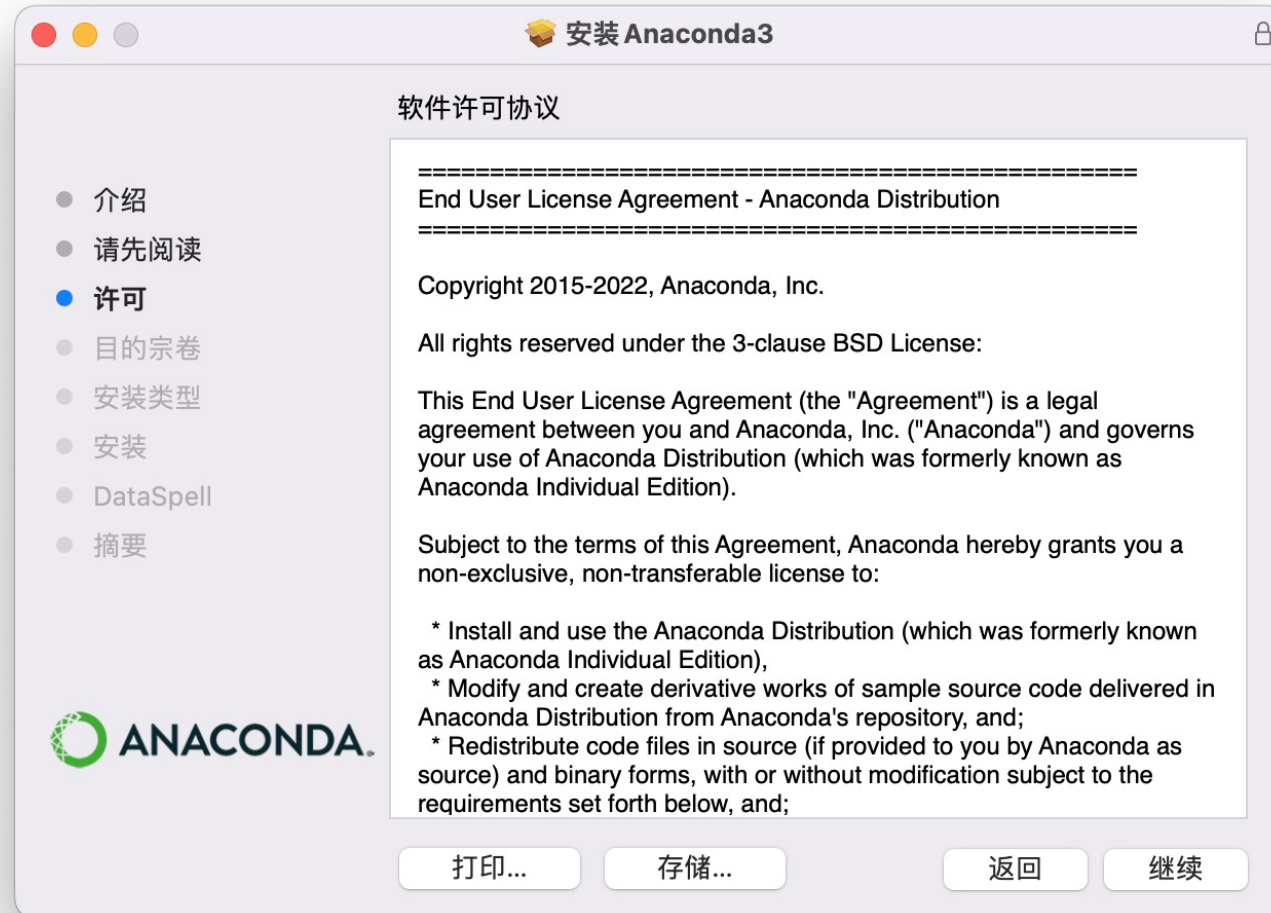 安装 Anaconda3
软件许可协议
介绍
请先阅读
许可
目的宗卷
安装类型
安装
DataSpell
摘要
ANACONDA.
==================================================
End User License Agreement - Anaconda Distribution
==================================================
Copyright 2015-2022, Anaconda, Inc.
All rights reserved under the 3-clause BSD License:
This End User License Agreement (the "Agreement") is a legal
agreement between you and Anaconda, Inc. ("Anaconda") and governs
your use of Anaconda Distribution (which was formerly known as
Anaconda Individual Edition).
Subject to the terms of this Agreement, Anaconda hereby grants you a
non-exclusive, non-transferable license to:
* Install and use the Anaconda Distribution (which was formerly known
as Anaconda Individual Edition),
* Modify and create derivative works of sample source code delivered in
Anaconda Distribution from Anaconda's repository, and;
* Redistribute code files in source (if provided to you by Anaconda as
source) and binary forms, with or without modification subject to the
requirements set forth below, and;
打印...
存储...
返回
继续